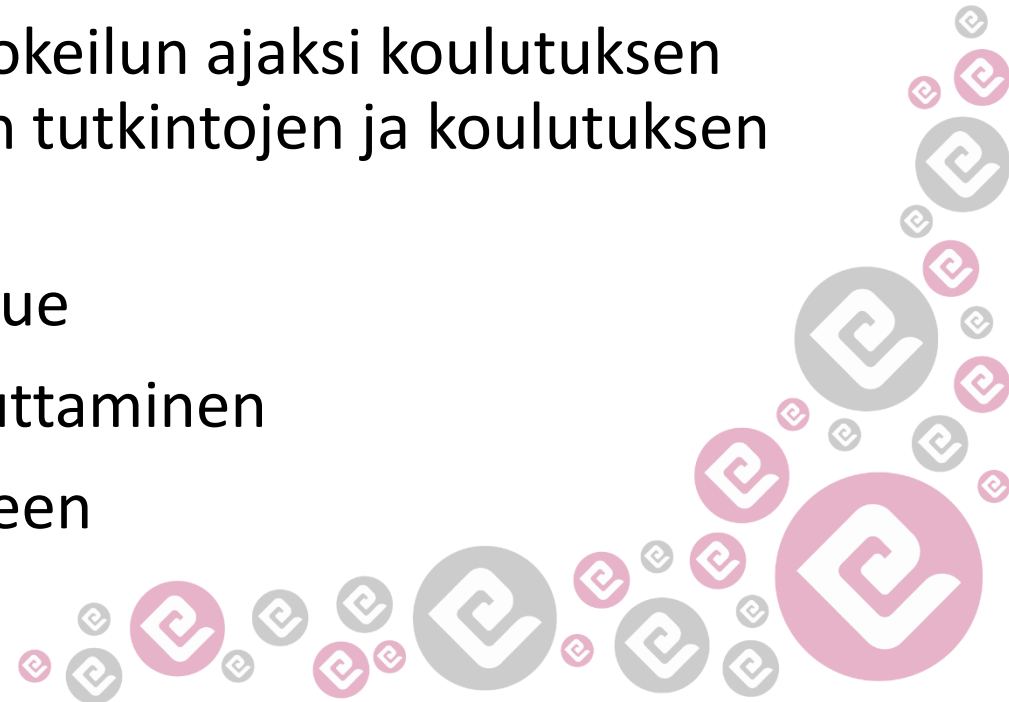 okeilun ajaksi koulutuksen
n tutkintojen ja koulutuksen
ue
uttaminen
een